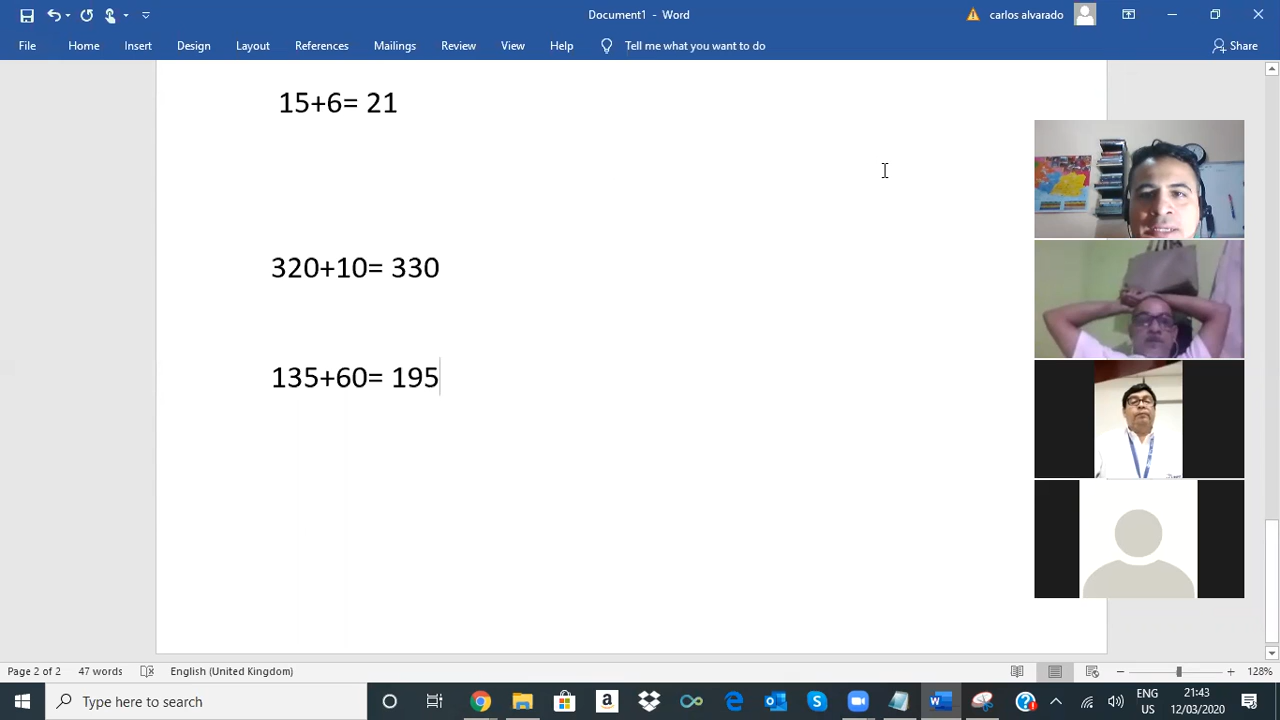 Document1 - Word
carlos alvarado
File Home Insert Design Layout References Mailings Review View Help Tell me what you want to do Share
15+6= 21
320+10= 330
135+60= 195
Page 2 of 2 47 words English (United Kingdom) 128%
Type here to search
ENG 21:43
US 12/03/2020